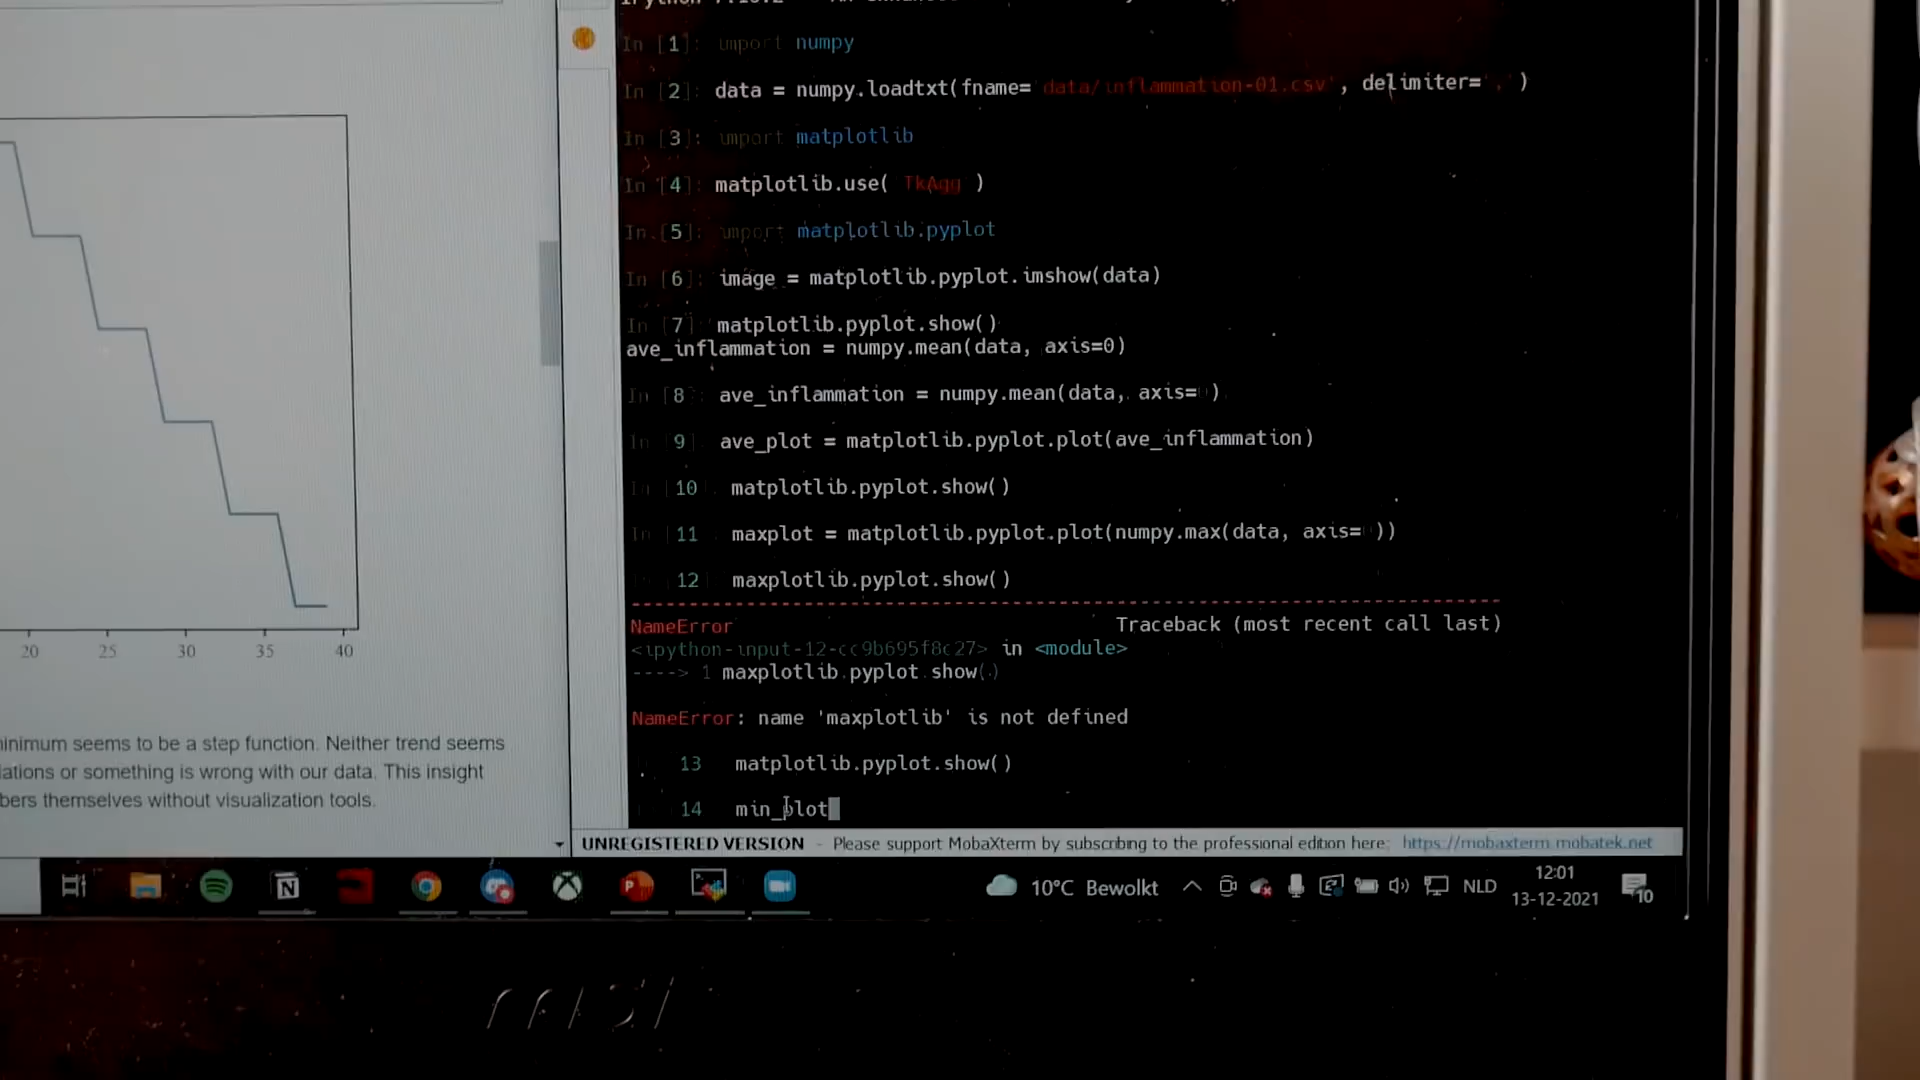 In [1]: import numpy
In [2]: data = numpy.loadtxt(fname='data/inflammation-01.csv', delimiter=',')
In [3]: import matplotlib
In [4]: matplotlib.use('TkAgg')
In [5]: import matplotlib.pyplot
In [6]: image = matplotlib.pyplot.imshow(data)
In [7]: matplotlib.pyplot.show()
ave_inflammation = numpy.mean(data, axis=0)
In [8]: ave_inflammation = numpy.mean(data, axis= )
In [9]: ave_plot = matplotlib.pyplot.plot(ave_inflammation)
In [10]: matplotlib.pyplot.show()
In [11]: maxplot = matplotlib.pyplot.plot(numpy.max(data, axis= ))
12 maxplotlib.pyplot.show()
NameError Traceback (most recent call last)
<ipython-input-12-cc9b695f8c27> in <module>
----> 1 maxplotlib.pyplot.show()
NameError: name 'maxplotlib' is not defined
13 matplotlib.pyplot.show()
14 min_plot
20 25 30 35 40
inimum seems to be a step function. Neither trend seems
lations or something is wrong with our data. This insight
bers themselves without visualization tools.
UNREGISTERED VERSION - Please support MobaXterm by subscribing to the professional edition here: https://mobaxterm.mobatek.net
10°C Bewolkt
NLD
12:01
13-12-2021
10